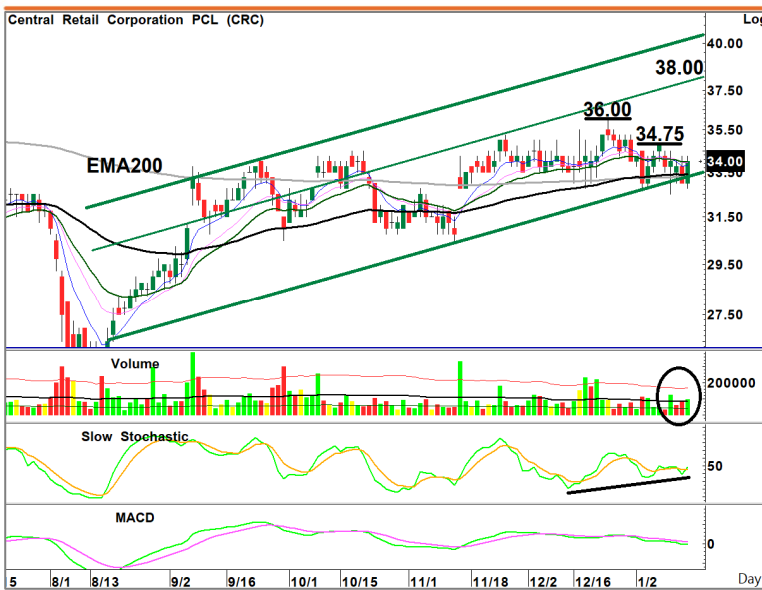 Central Retail Corporation PCL (CRC)
Log
40.00
38.00
37.50
36.00
35.50
34.75
EMA200
34.00
33.50
31.50
29.50
27.50
Volume
200000
Slow Stochastic
50
MACD
0
5 8/1 8/13 9/2 9/16 10/1 10/15 11/1 11/18 12/2 12/16 1/2 Day